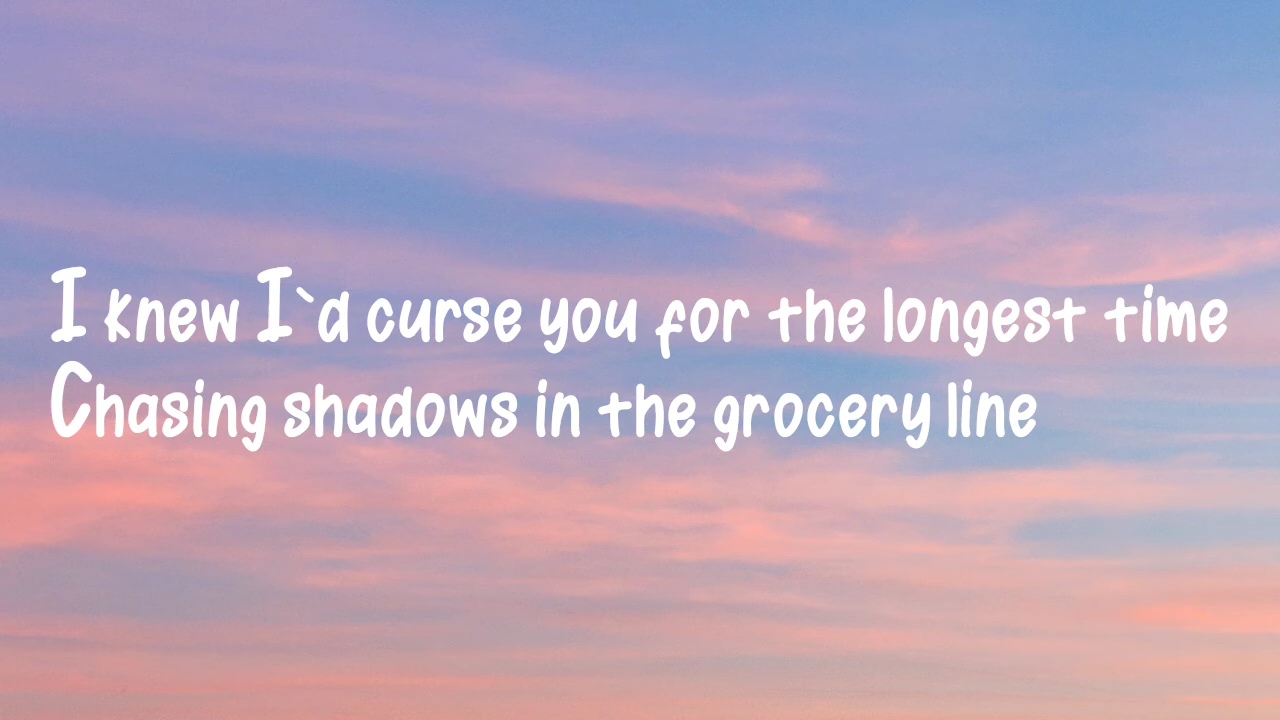 I knew I`d curse you for the longest time
Chasing shadows in the grocery line